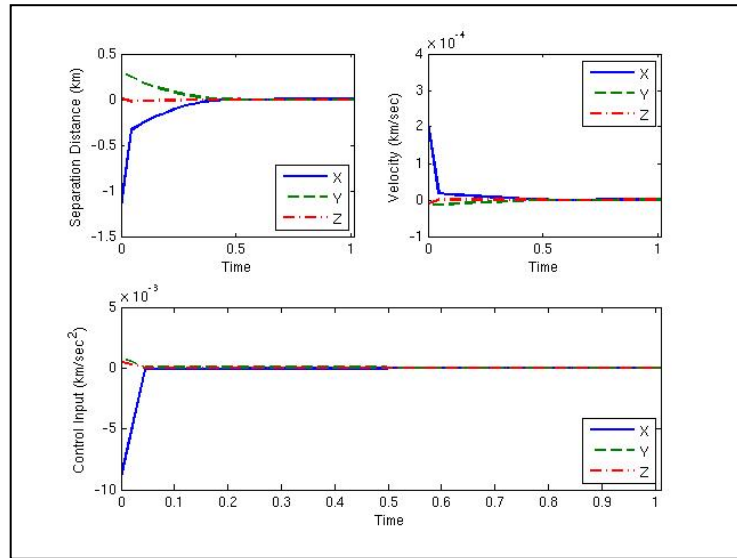 0.5
0
-0.5
-1
-1.5
Separation Distance (km)
0 0.5 1
Time
X
Y
Z
× 10⁻⁴
4
3
2
1
0
-1
Velocity (km/sec)
0 0.5 1
Time
X
Y
Z
× 10⁻³
5
0
-5
-10
Control Input (km/sec²)
0 0.1 0.2 0.3 0.4 0.5 0.6 0.7 0.8 0.9 1
Time
X
Y
Z